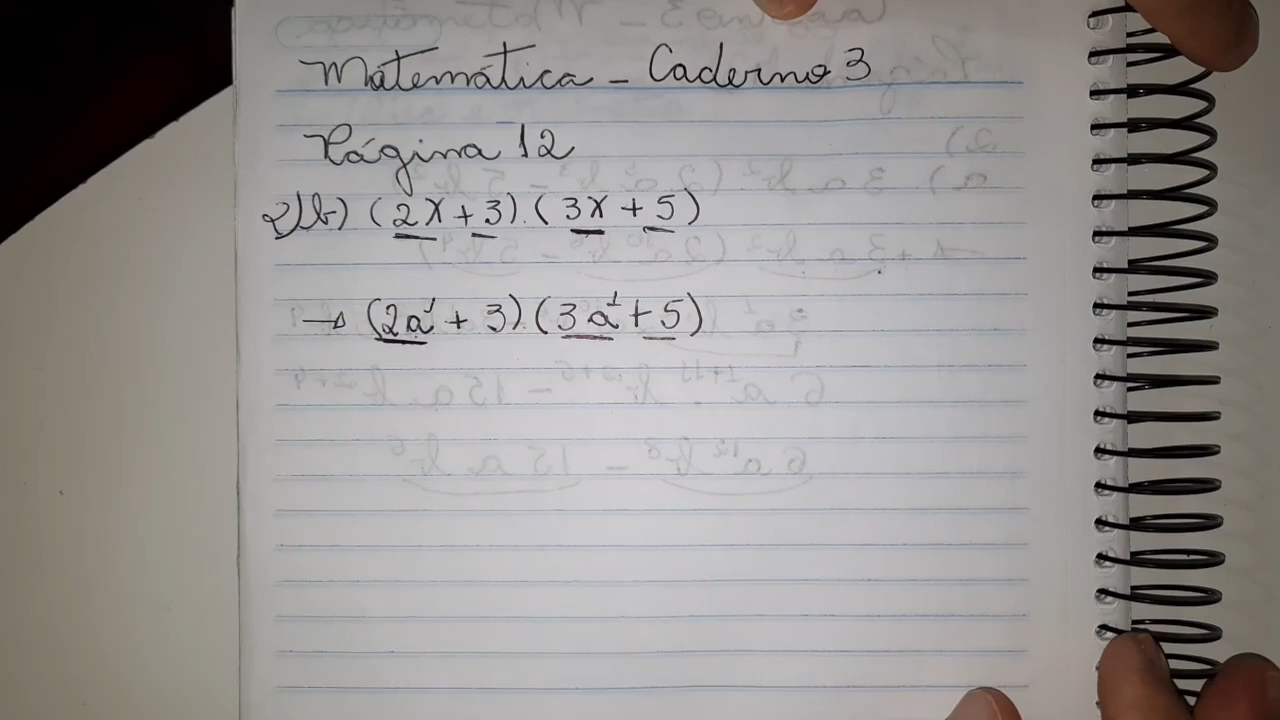 Matemática - Caderno 3
Página 12
2)b) (2x + 3).(3x + 5)
→ (2a¹ + 3).(3a¹ + 5)